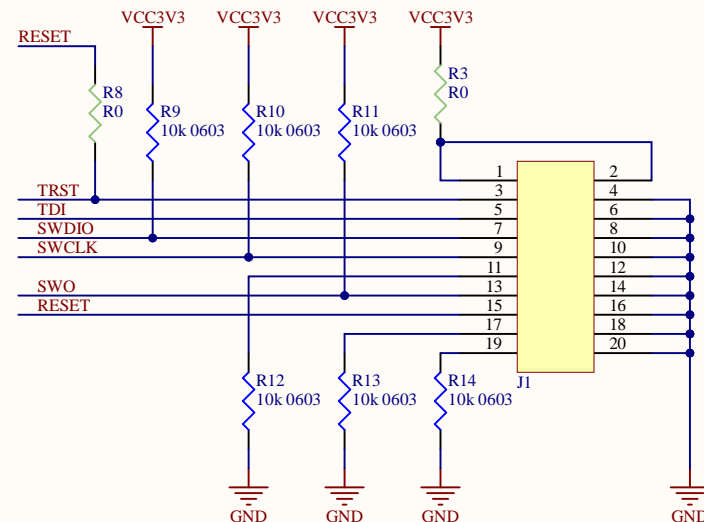 VCC3V3 VCC3V3 VCC3V3 VCC3V3
RESET
R8
R0
R9
10k 0603
R10
10k 0603
R11
10k 0603
R3
R0
1 2
TRST 3 4
TDI 5 6
SWDIO 7 8
SWCLK 9 10
11 12
SWO 13 14
RESET 15 16
17 18
19 20
J1
R12
10k 0603
R13
10k 0603
R14
10k 0603
GND GND GND GND